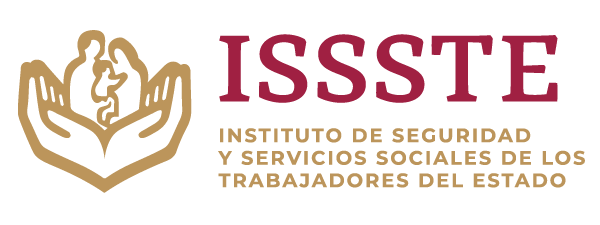 ISSSTE
INSTITUTO DE SEGURIDAD
Y SERVICIOS SOCIALES DE LOS
TRABAJADORES DEL ESTADO